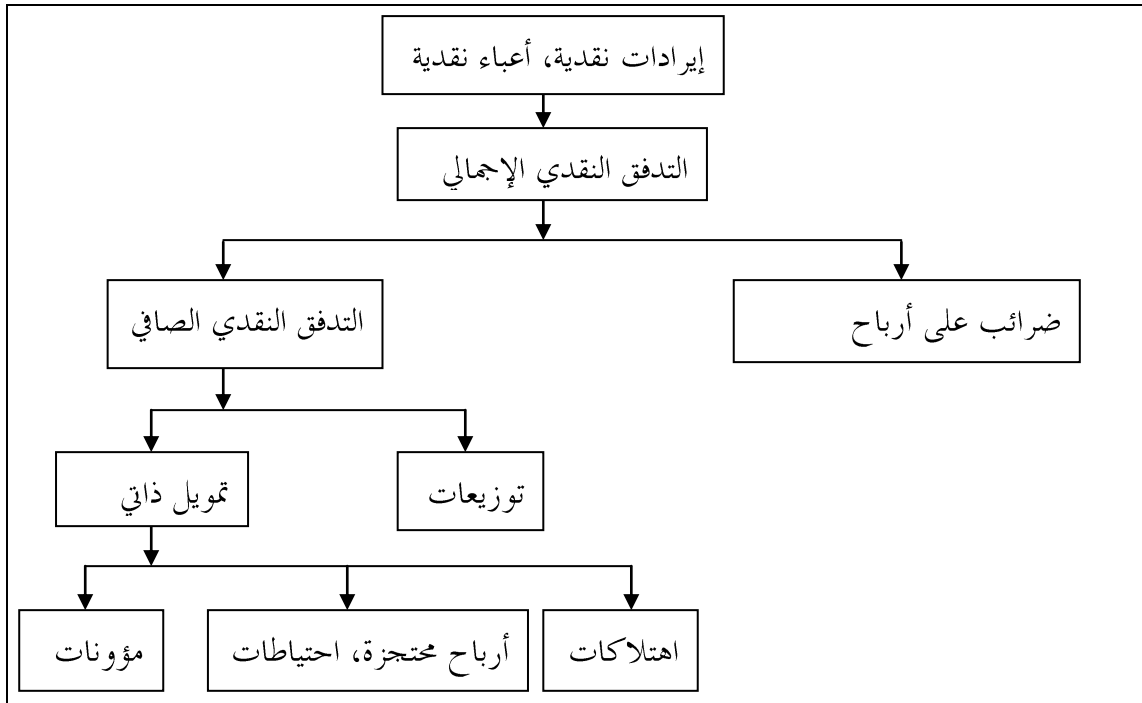 إيرادات نقدية، أعباء نقدية
التدفق النقدي الإجمالي
ضرائب على أرباح
التدفق النقدي الصافي
توزيعات
تمويل ذاتي
اهتلاكات
أرباح محتجزة، احتياطات
مؤونات